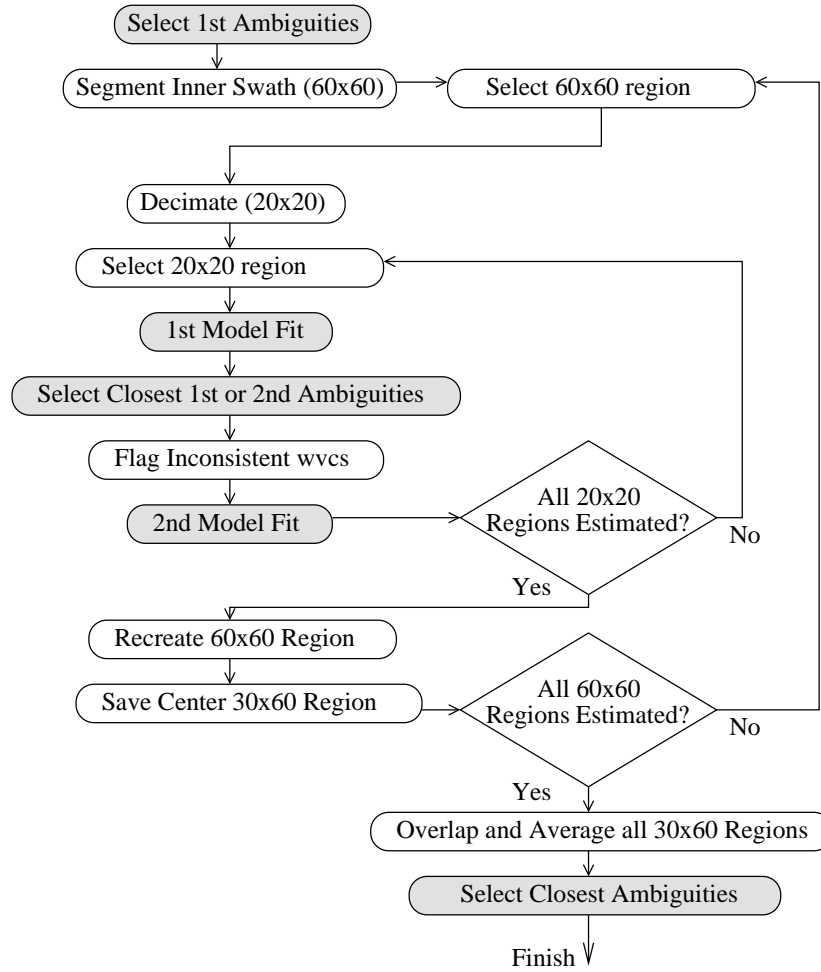 Select 1st Ambiguities
Segment Inner Swath (60x60)
Select 60x60 region
Decimate (20x20)
Select 20x20 region
1st Model Fit
Select Closest 1st or 2nd Ambiguities
Flag Inconsistent wvcs
2nd Model Fit
All 20x20
Regions Estimated?
No
Yes
Recreate 60x60 Region
Save Center 30x60 Region
All 60x60
Regions Estimated?
No
Yes
Overlap and Average all 30x60 Regions
Select Closest Ambiguities
Finish